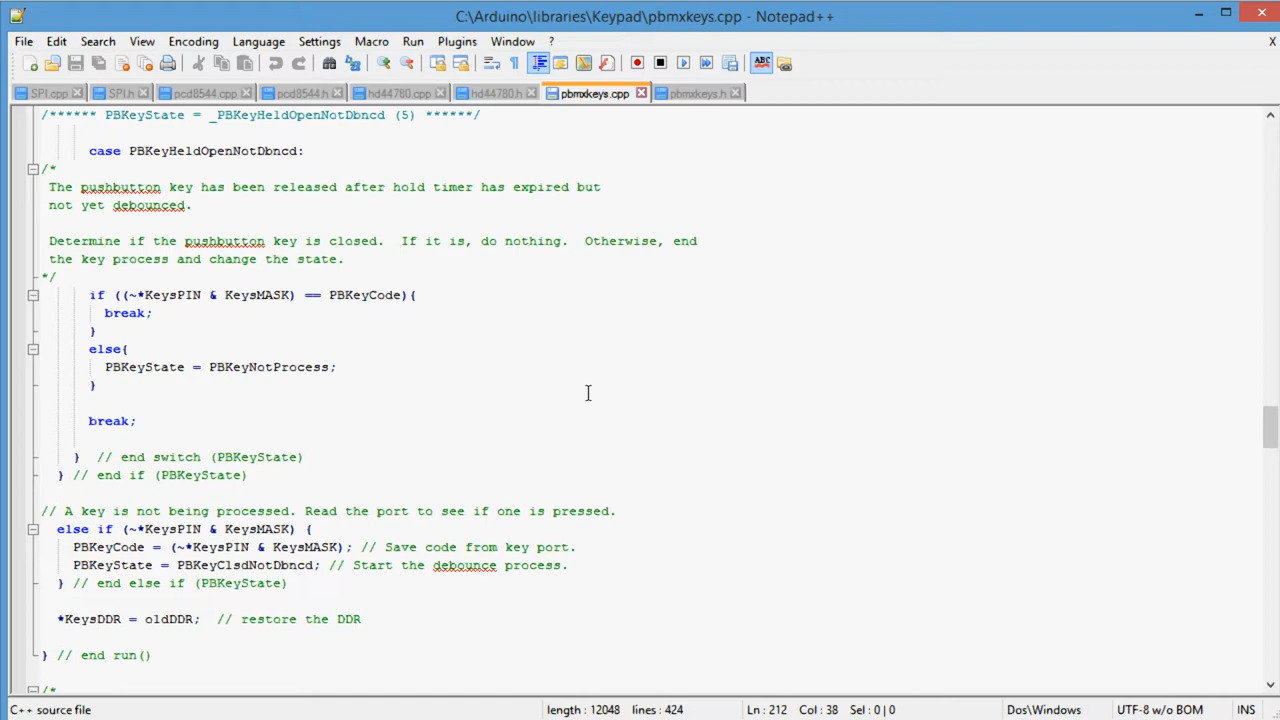 C:\Arduino\libraries\Keypad\pbmxkeys.cpp - Notepad++
File Edit Search View Encoding Language Settings Macro Run Plugins Window ? X
SPI.cpp SPI.h pcd8544.cpp pcd8544.h hd44780.cpp hd44780.h pbmxkeys.cpp pbmxkeys.h
/****** PBKeyState = _PBKeyHeldOpenNotDbncd (5) ******/
case PBKeyHeldOpenNotDbncd:
/*
The pushbutton key has been released after hold timer has expired but
not yet debounced.
Determine if the pushbutton key is closed.  If it is, do nothing.  Otherwise, end
the key process and change the state.
*/
if ((~*KeysPIN & KeysMASK) == PBKeyCode){
break;
}
else{
PBKeyState = PBKeyNotProcess;
}
break;
}  // end switch (PBKeyState)
} // end if (PBKeyState)
// A key is not being processed. Read the port to see if one is pressed.
else if (~*KeysPIN & KeysMASK) {
PBKeyCode = (~*KeysPIN & KeysMASK); // Save code from key port.
PBKeyState = PBKeyClsdNotDbncd; // Start the debounce process.
} // end else if (PBKeyState)
*KeysDDR = oldDDR;  // restore the DDR
} // end run()
/*
C++ source file length : 12048 lines : 424 Ln : 212 Col : 38 Sel : 0 | 0 Dos\Windows UTF-8 w/o BOM INS